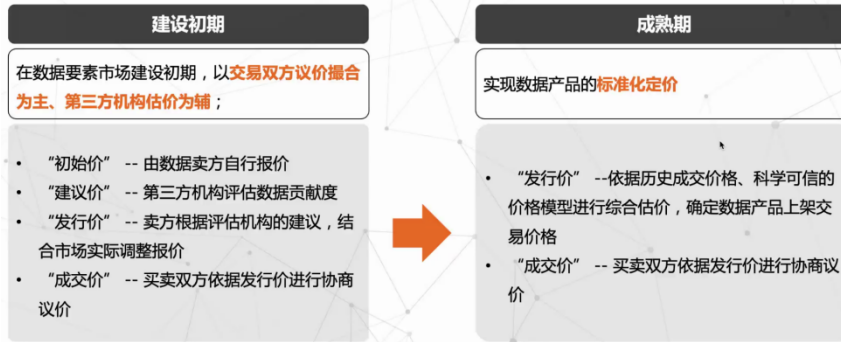 建设初期
在数据要素市场建设初期，以交易双方议价撮合
为主、第三方机构估价为辅；
• “初始价” -- 由数据卖方自行报价
• “建议价” -- 第三方机构评估数据贡献度
• “发行价” -- 卖方根据评估机构的建议，结
合市场实际调整报价
• “成交价” -- 买卖双方依据发行价进行协商
议价
成熟期
实现数据产品的标准化定价
• “发行价” --依据历史成交价格、科学可信的
价格模型进行综合估价，确定数据产品上架交
易价格
• “成交价” -- 买卖双方依据发行价进行协商议
价